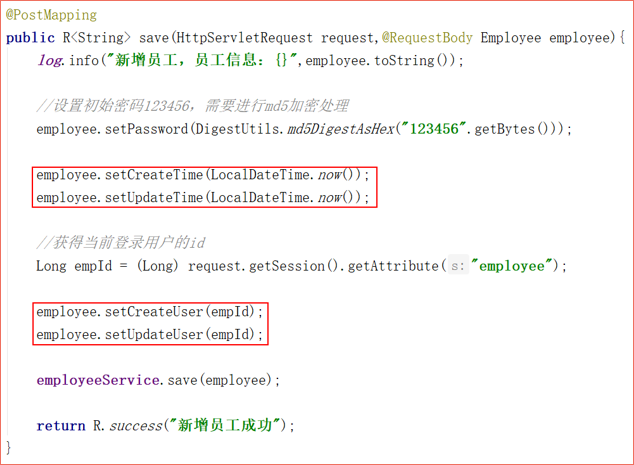 @PostMapping
public R<String> save(HttpServletRequest request,@RequestBody Employee employee){
log.info("新增员工，员工信息：{}",employee.toString());
//设置初始密码123456，需要进行md5加密处理
employee.setPassword(DigestUtils.md5DigestAsHex("123456".getBytes()));
employee.setCreateTime(LocalDateTime.now());
employee.setUpdateTime(LocalDateTime.now());
//获得当前登录用户的id
Long empId = (Long) request.getSession().getAttribute( s: "employee");
employee.setCreateUser(empId);
employee.setUpdateUser(empId);
employeeService.save(employee);
return R.success("新增员工成功");
}